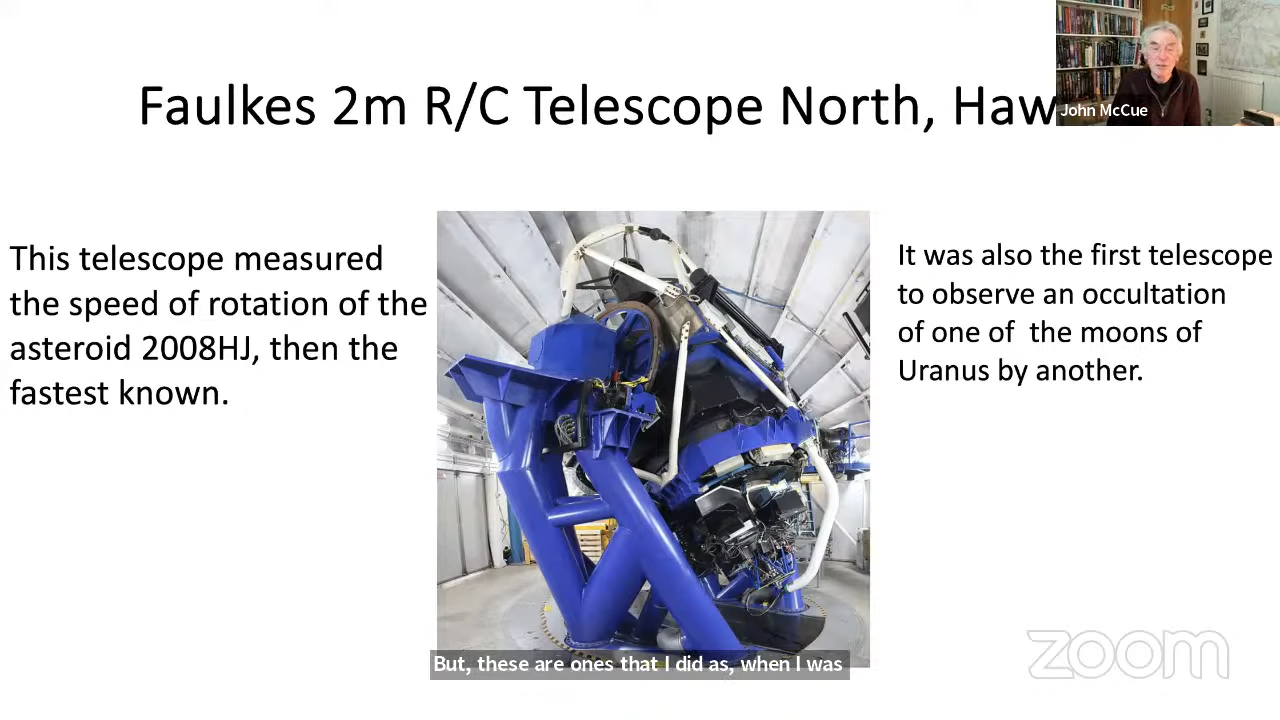 Faulkes 2m R/C Telescope North, Haw
John McCue
This telescope measured
the speed of rotation of the
asteroid 2008HJ, then the
fastest known.
It was also the first telescope
to observe an occultation
of one of the moons of
Uranus by another.
But, these are ones that I did as, when I was
zoom